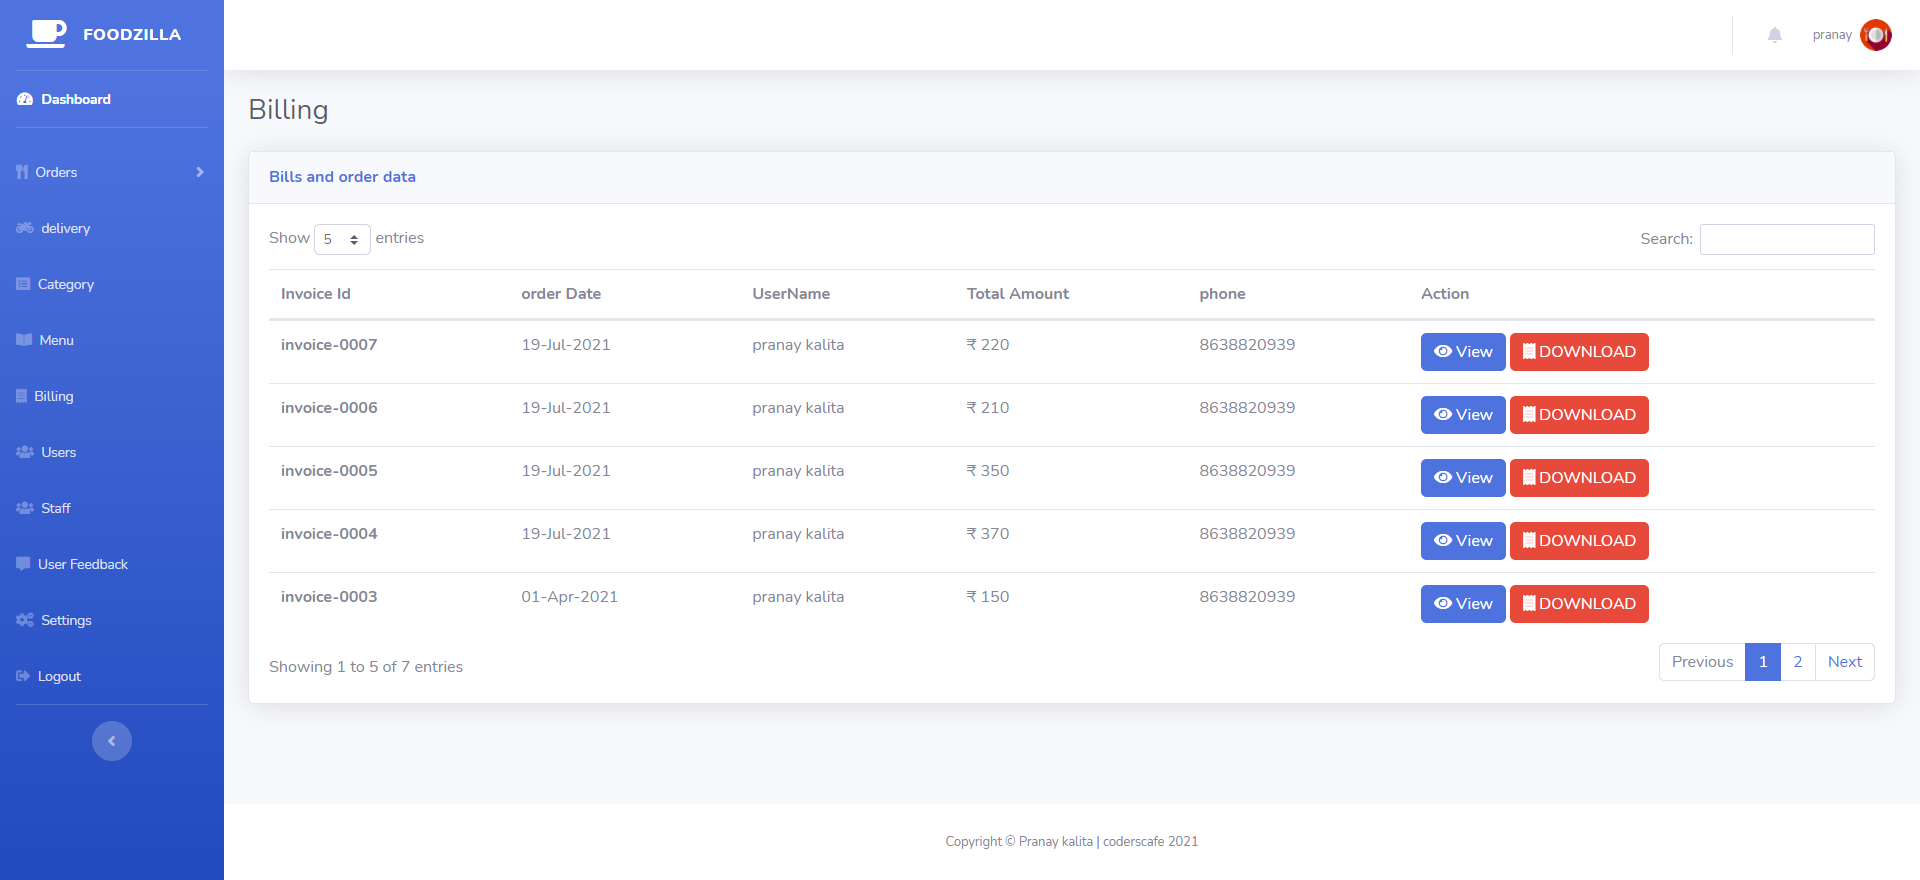 FOODZILLA
pranay
Dashboard
Orders
delivery
Category
Menu
Billing
Users
Staff
User Feedback
Settings
Logout
Billing
Bills and order data
Show 5 entries
Search:
Invoice Id order Date UserName Total Amount phone Action
invoice-0007 19-Jul-2021 pranay kalita ₹ 220 8638820939 View DOWNLOAD
invoice-0006 19-Jul-2021 pranay kalita ₹ 210 8638820939 View DOWNLOAD
invoice-0005 19-Jul-2021 pranay kalita ₹ 350 8638820939 View DOWNLOAD
invoice-0004 19-Jul-2021 pranay kalita ₹ 370 8638820939 View DOWNLOAD
invoice-0003 01-Apr-2021 pranay kalita ₹ 150 8638820939 View DOWNLOAD
Showing 1 to 5 of 7 entries
Previous 1 2 Next
Copyright © Pranay kalita | coderscafe 2021